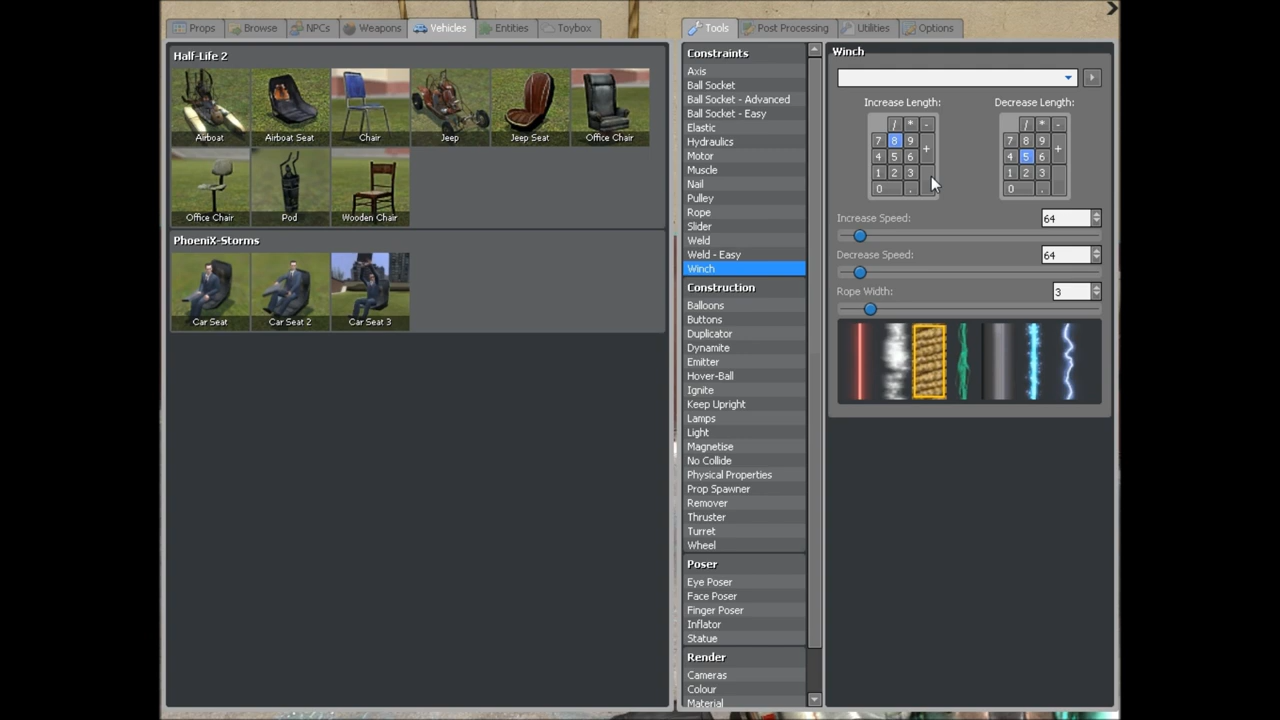 Props
Browse
NPCs
Weapons
Vehicles
Entities
Toybox
Half-Life 2
Airboat
Airboat Seat
Chair
Jeep
Jeep Seat
Office Chair
Office Chair
Pod
Wooden Chair
PhoeniX-Storms
Car Seat
Car Seat 2
Car Seat 3
Tools
Post Processing
Utilities
Options
Constraints
Axis
Ball Socket
Ball Socket - Advanced
Ball Socket - Easy
Elastic
Hydraulics
Motor
Muscle
Nail
Pulley
Rope
Slider
Weld
Weld - Easy
Winch
Construction
Balloons
Buttons
Duplicator
Dynamite
Emitter
Hover-Ball
Ignite
Keep Upright
Lamps
Light
Magnetise
No Collide
Physical Properties
Prop Spawner
Remover
Thruster
Turret
Wheel
Poser
Eye Poser
Face Poser
Finger Poser
Inflator
Statue
Render
Cameras
Colour
Material
Winch
Increase Length:
/ * -
7 8 9
+
4 5 6
1 2 3
0 .
Decrease Length:
/ * -
7 8 9
+
4 5 6
1 2 3
0 .
Increase Speed: 64
Decrease Speed: 64
Rope Width: 3